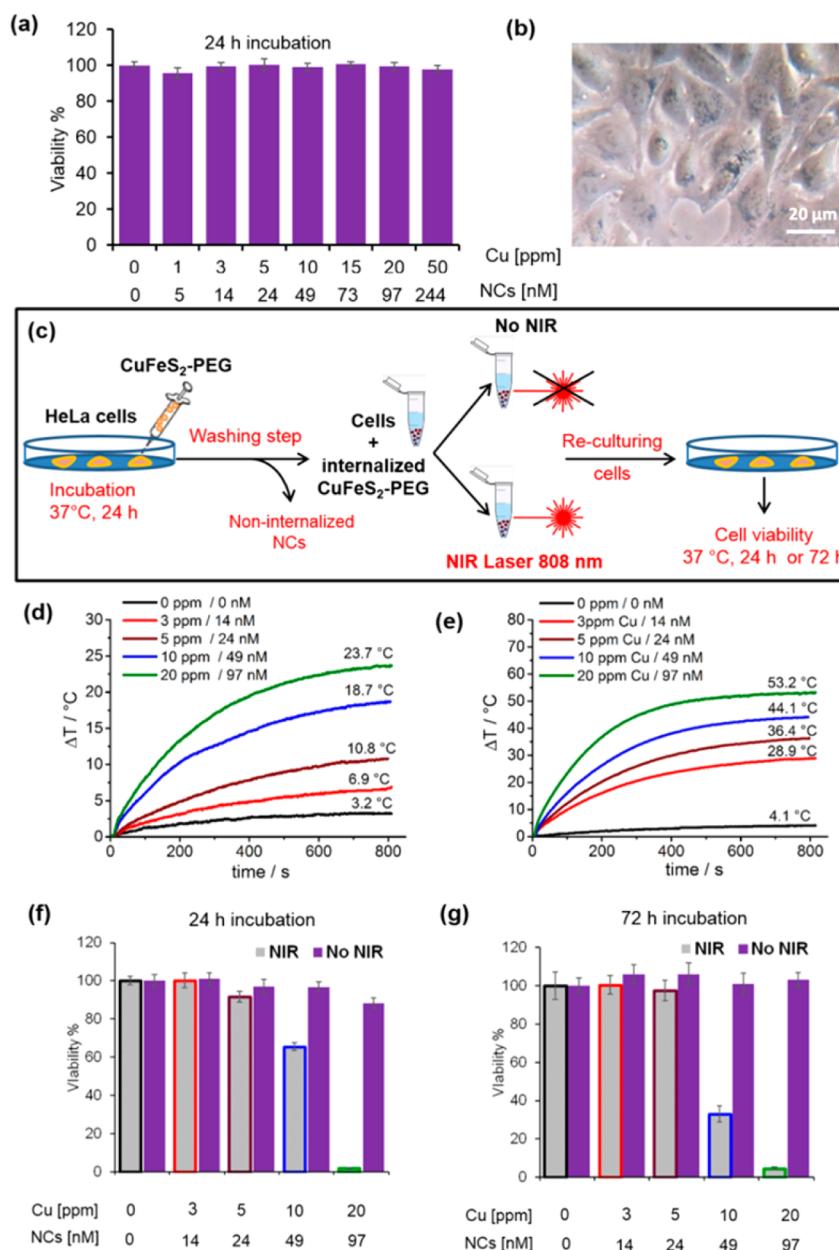 (a)
24 h incubation
Viability %
120
100
80
60
40
20
0
0 1 3 5 10 15 20 50
Cu [ppm]
0 5 14 24 49 73 97 244
NCs [nM]
(b)
20 µm
(c)
CuFeS₂-PEG
HeLa cells
Incubation
37°C, 24 h
Washing step
Non-internalized
NCs
Cells
+
internalized
CuFeS₂-PEG
No NIR
NIR Laser 808 nm
Re-culturing
cells
Cell viability
37 °C, 24 h or 72 h
(d)
0 ppm / 0 nM
3 ppm / 14 nM
5 ppm / 24 nM
10 ppm / 49 nM
20 ppm / 97 nM
ΔT / °C
30
25
20
15
10
5
0
23.7 °C
18.7 °C
10.8 °C
6.9 °C
3.2 °C
0 200 400 600 800
time / s
(e)
0 ppm / 0 nM
3ppm Cu / 14 nM
5 ppm Cu / 24 nM
10 ppm Cu / 49 nM
20 ppm Cu / 97 nM
ΔT / °C
80
70
60
50
40
30
20
10
0
53.2 °C
44.1 °C
36.4 °C
28.9 °C
4.1 °C
0 200 400 600 800
time / s
(f)
24 h incubation
NIR No NIR
Viability %
120
100
80
60
40
20
0
Cu [ppm] 0 3 5 10 20
NCs [nM] 0 14 24 49 97
(g)
72 h incubation
NIR No NIR
Viability %
120
100
80
60
40
20
0
Cu [ppm] 0 3 5 10 20
NCs [nM] 0 14 24 49 97